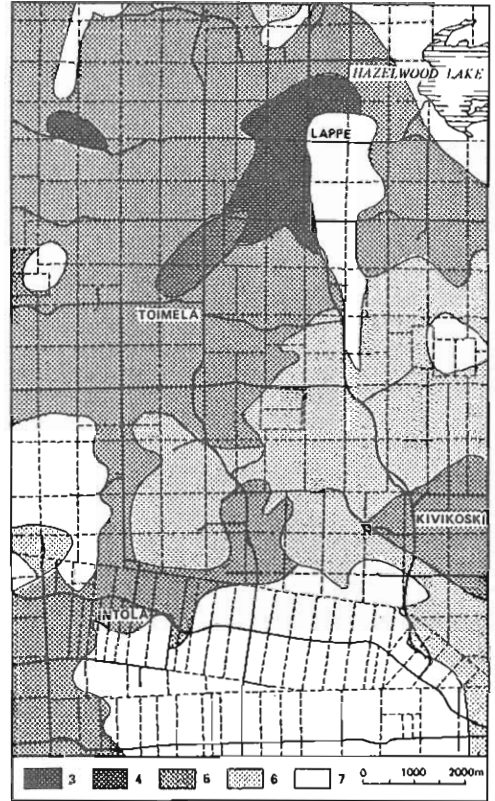 HAZELWOOD LAKE
LAPPE
TOIMELA
KIVIKOSKI
INTOLA
3 4 5 6 7 0 1000 2000m